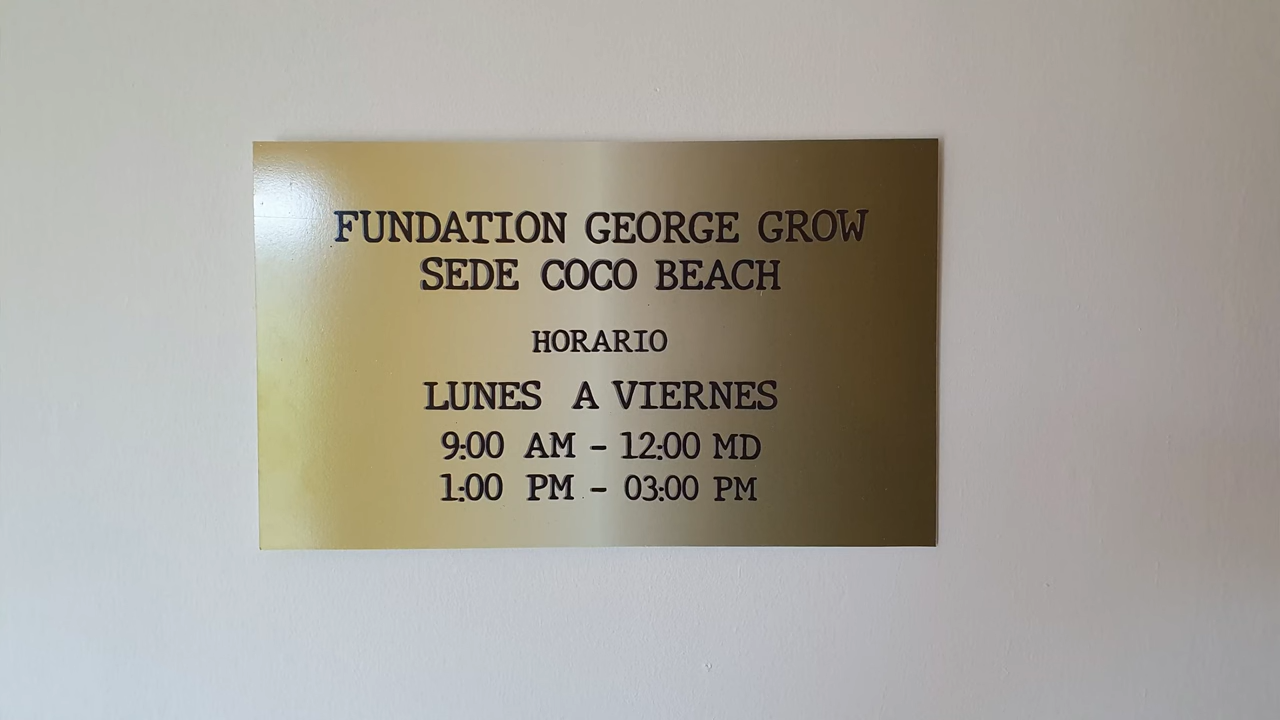 FUNDATION GEORGE GROW
SEDE COCO BEACH
HORARIO
LUNES A VIERNES
9:00 AM - 12:00 MD
1:00 PM - 03:00 PM